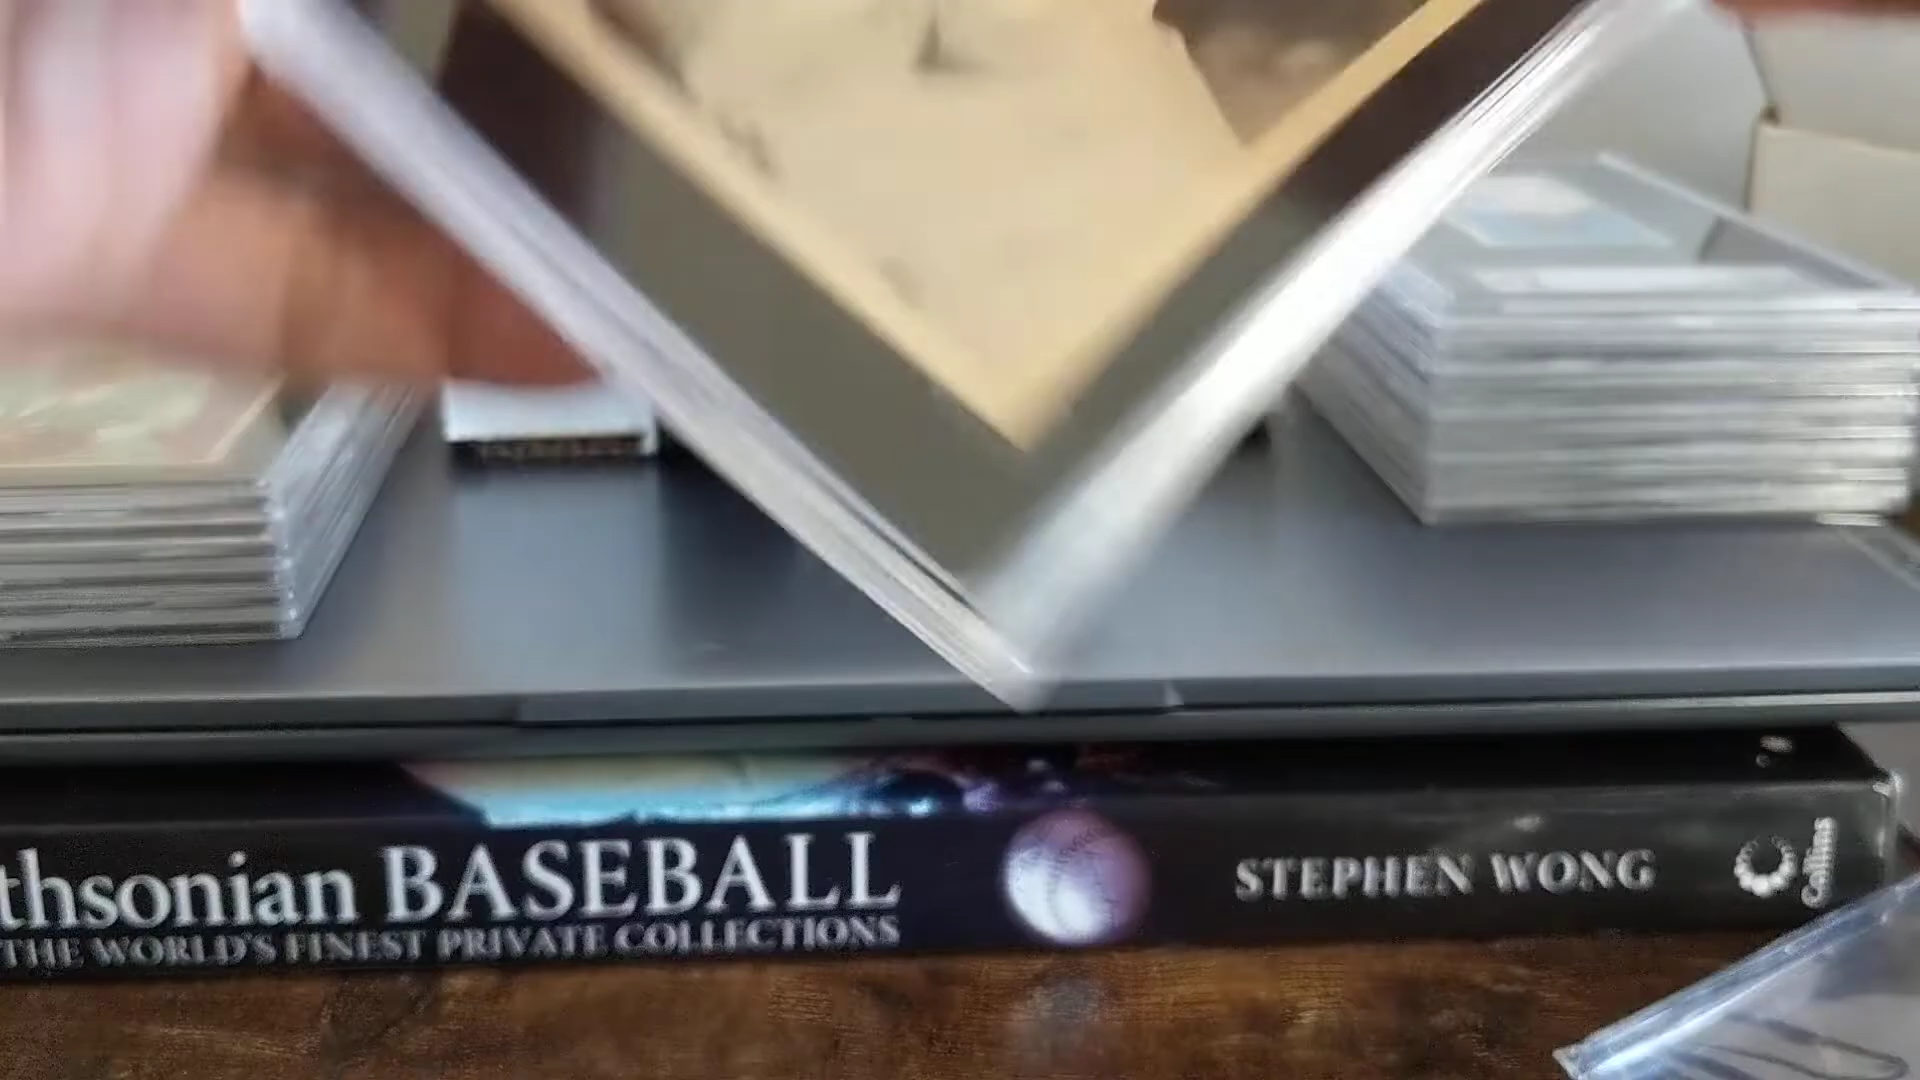 thsonian BASEBALL
THE WORLD'S FINEST PRIVATE COLLECTIONS
STEPHEN WONG
Collins